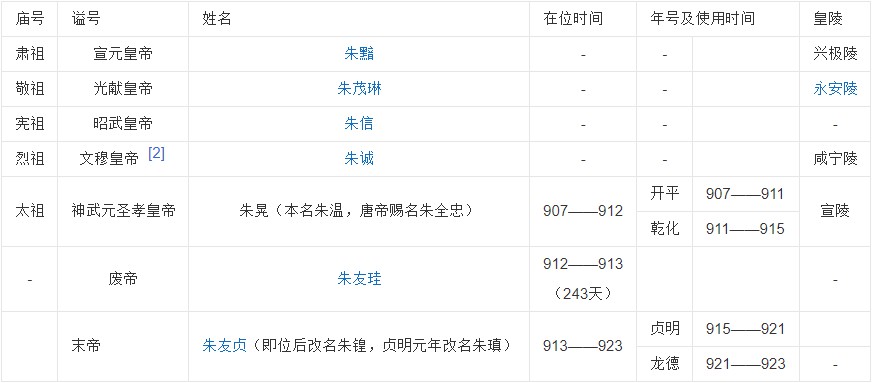 庙号 谥号 姓名 在位时间 年号及使用时间 皇陵
肃祖 宣元皇帝 朱黯 - - 兴极陵
敬祖 光献皇帝 朱茂琳 - - 永安陵
宪祖 昭武皇帝 朱信 - - -
烈祖 文穆皇帝 [2] 朱诚 - - 咸宁陵
太祖 神武元圣孝皇帝 朱晃（本名朱温，唐帝赐名朱全忠） 907——912 开平 907——911 宣陵
乾化 911——915
- 废帝 朱友珪 912——913 -
（243天）
末帝 朱友贞（即位后改名朱锽，贞明元年改名朱瑱） 913——923 贞明 915——921
龙德 921——923 -